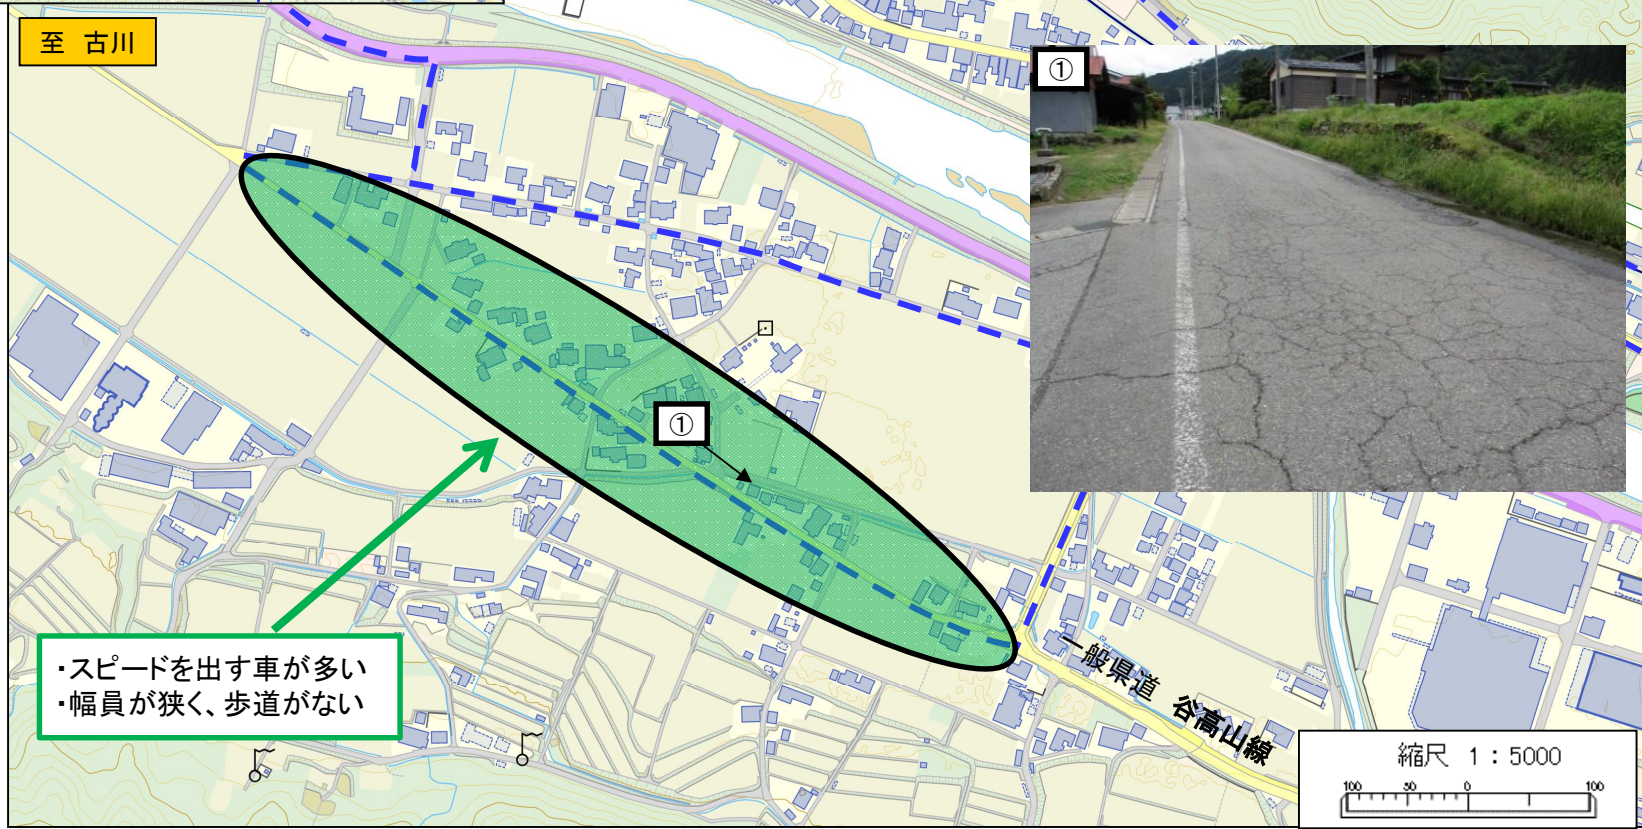 至 古川
①
①
・スピードを出す車が多い
・幅員が狭く、歩道がない
一般県道 谷高山線
縮尺 1：5000
100 50 0 100